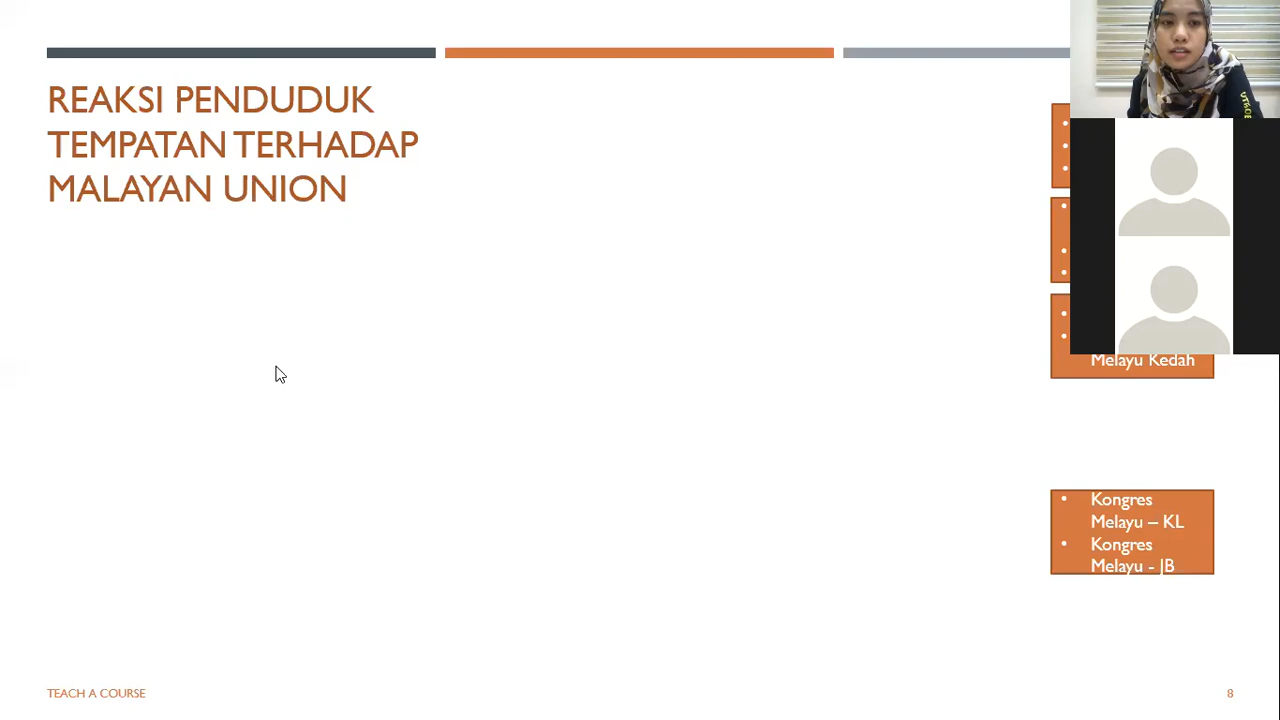 REAKSI PENDUDUK
TEMPATAN TERHADAP
MALAYAN UNION
Melayu Kedah
• Kongres
Melayu – KL
• Kongres
Melayu - JB
TEACH A COURSE
8